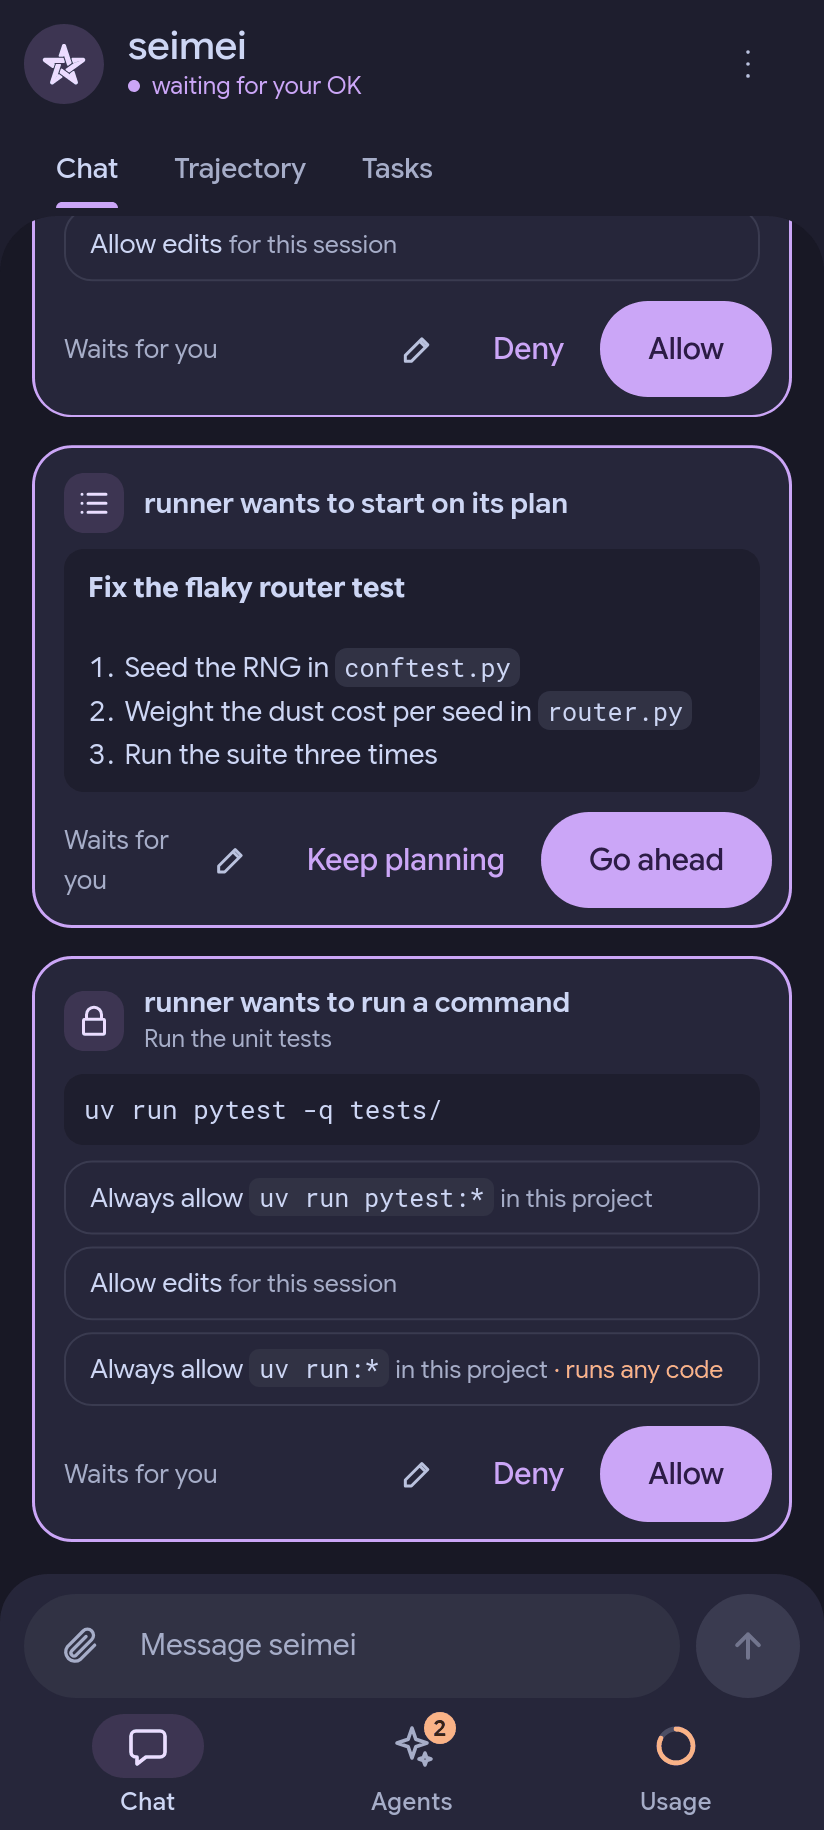 seimei
waiting for your OK
Chat
Trajectory
Tasks
Allow edits for this session
Waits for you
Deny
Allow
runner wants to start on its plan
Fix the flaky router test
1. Seed the RNG in conftest.py
2. Weight the dust cost per seed in router.py
3. Run the suite three times
Waits for
you
Keep planning
Go ahead
runner wants to run a command
Run the unit tests
uv run pytest -q tests/
Always allow uv run pytest:* in this project
Allow edits for this session
Always allow uv run:* in this project · runs any code
Waits for you
Deny
Allow
Message seimei
2
Chat
Agents
Usage